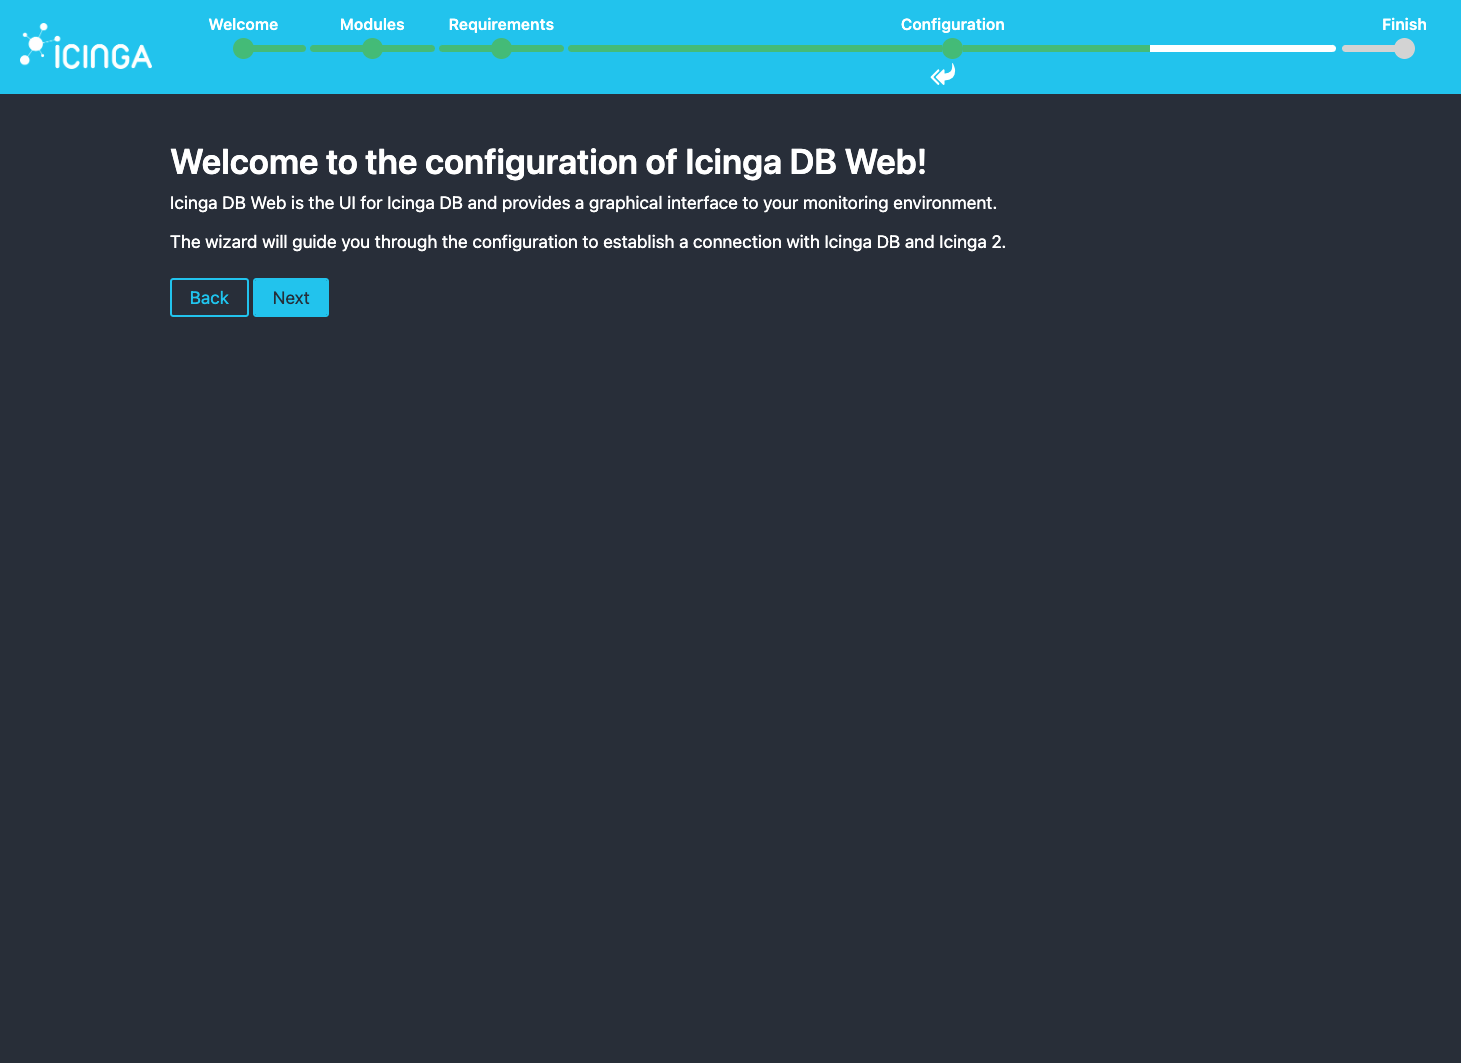 Welcome Modules Requirements Configuration Finish
ICINGA
Welcome to the configuration of Icinga DB Web!
Icinga DB Web is the UI for Icinga DB and provides a graphical interface to your monitoring environment.
The wizard will guide you through the configuration to establish a connection with Icinga DB and Icinga 2.
Back Next